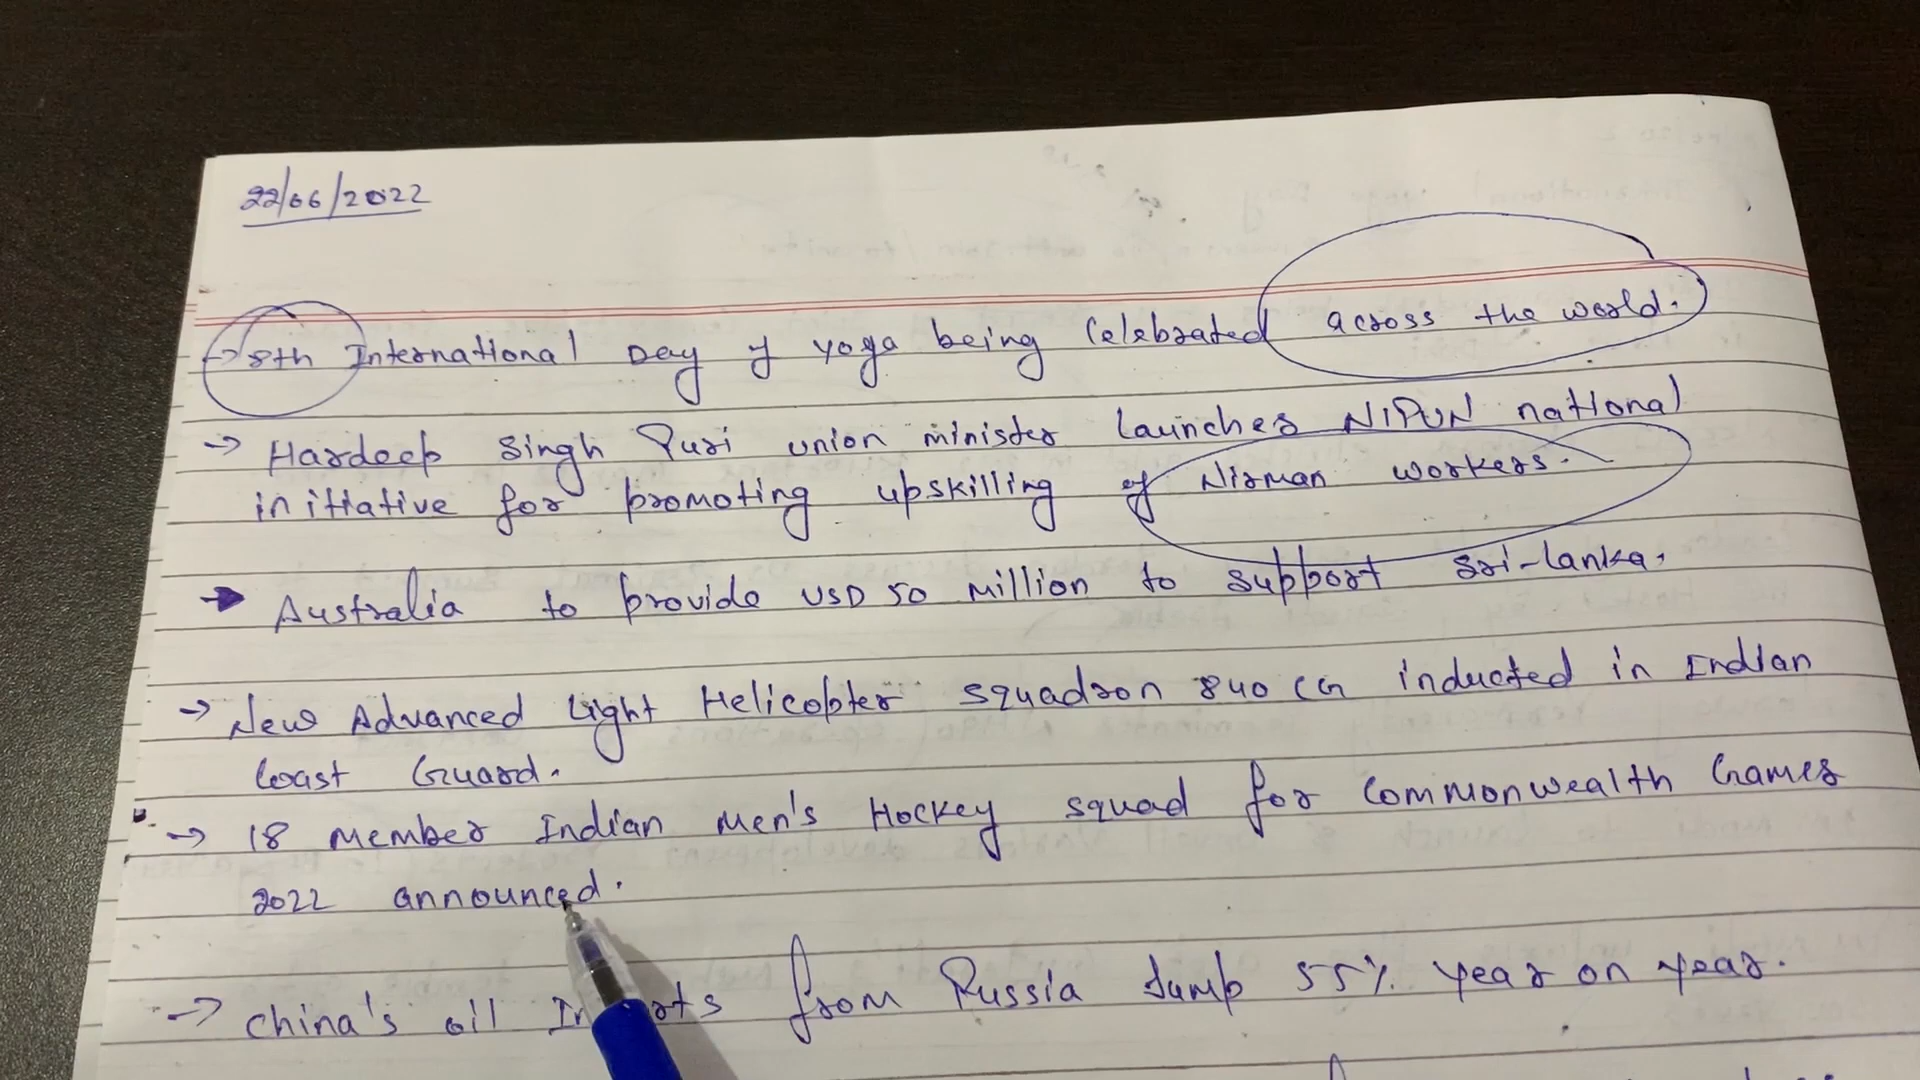 22/06/2022
→ 8th International Day of yoga being Celebrated across the world.
→ Hardeep Singh Puri union minister launches NIPUN national
initiative for promoting upskilling of Nirman workers.
→ Australia to provide USD 50 million to support Sri-lanka.
→ New Advanced Light Helicopter squadron 840 CG inducted in Indian
Coast Guard.
→ 18 member Indian Men's Hockey squad for Commonwealth Games
2022 announced.
→ China's oil from Russia Jump 55% year on year.